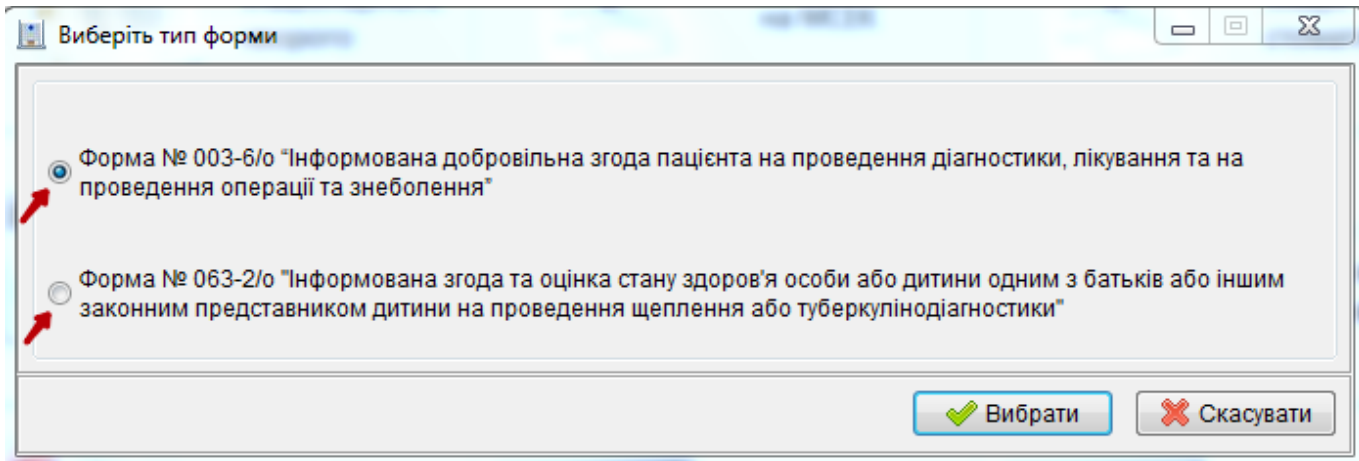 Виберіть тип форми
Форма № 003-6/о “Інформована добровільна згода пацієнта на проведення діагностики, лікування та на
проведення операції та знеболення”
Форма № 063-2/о "Інформована згода та оцінка стану здоров'я особи або дитини одним з батьків або іншим
законним представником дитини на проведення щеплення або туберкулінодіагностики"
Вибрати
Скасувати